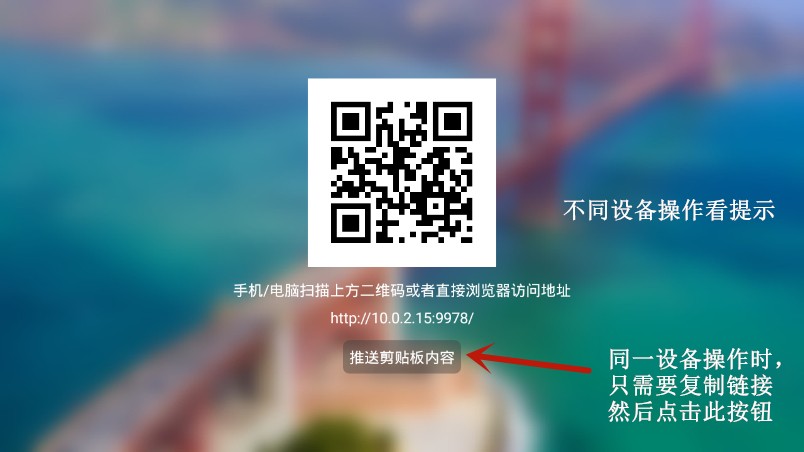 不同设备操作看提示
手机/电脑扫描上方二维码或者直接浏览器访问地址
http://10.0.2.15:9978/
推送剪贴板内容
同一设备操作时，
只需要复制链接
然后点击此按钮